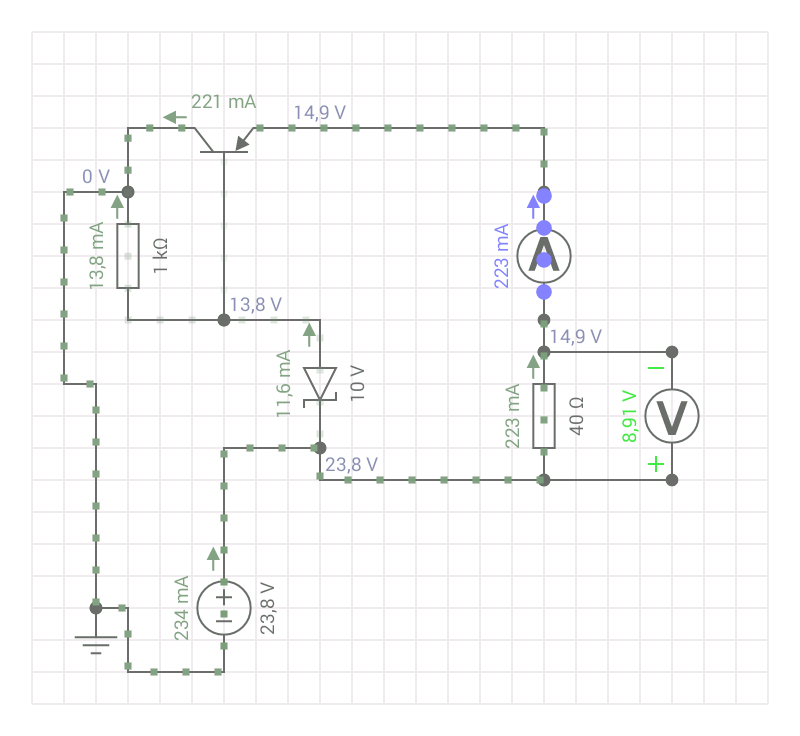 221 mA
14,9 V
0 V
13,8 mA
1 kΩ
223 mA
A
13,8 V
14,9 V
11,6 mA
10 V
223 mA
40 Ω
8,91 V
V
23,8 V
234 mA
23,8 V